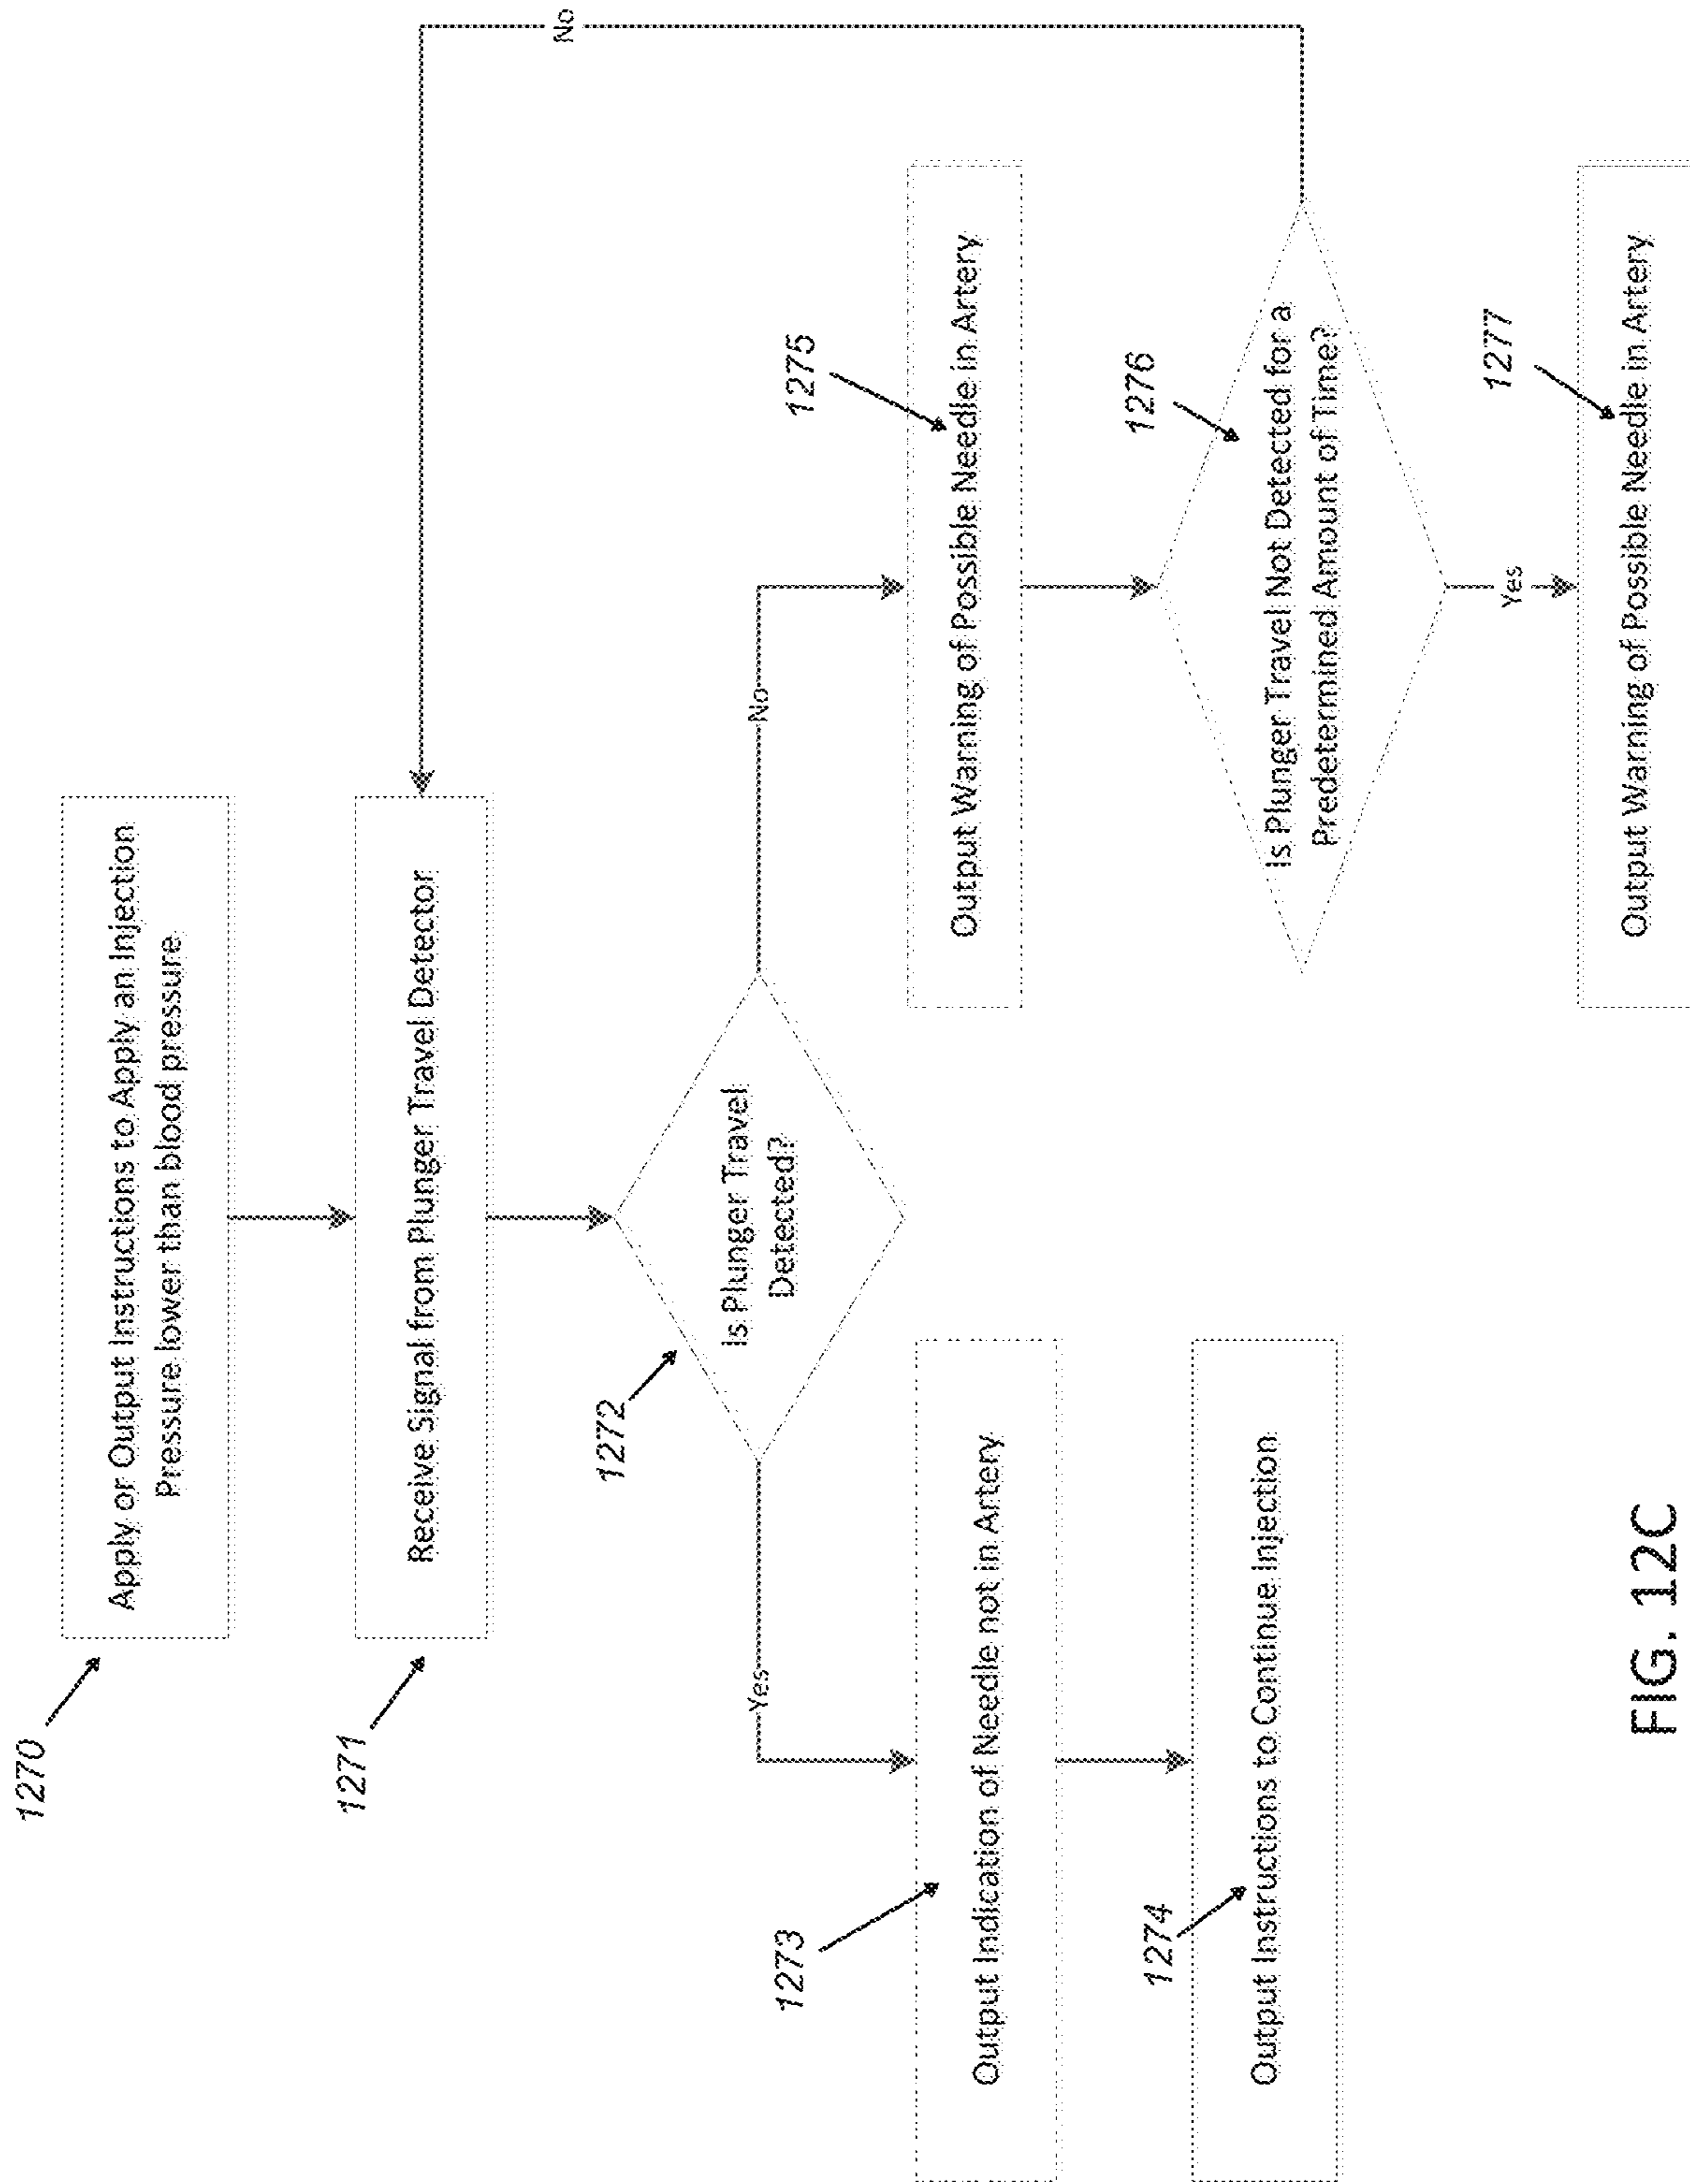 1270
Apply or Output Instructions to Apply an Injection
Pressure lower than blood pressure
1271
Receive Signal from Plunger Travel Detector
No
1272
Is Plunger Travel
Detected?
Yes
No
1273
Output Indication of Needle not in Artery
1274
Output Instructions to Continue Injection
1275
Output Warning of Possible Needle in Artery
1276
Is Plunger Travel Not Detected for a
Predetermined Amount of Time?
Yes
1277
Output Warning of Possible Needle in Artery
FIG. 12C